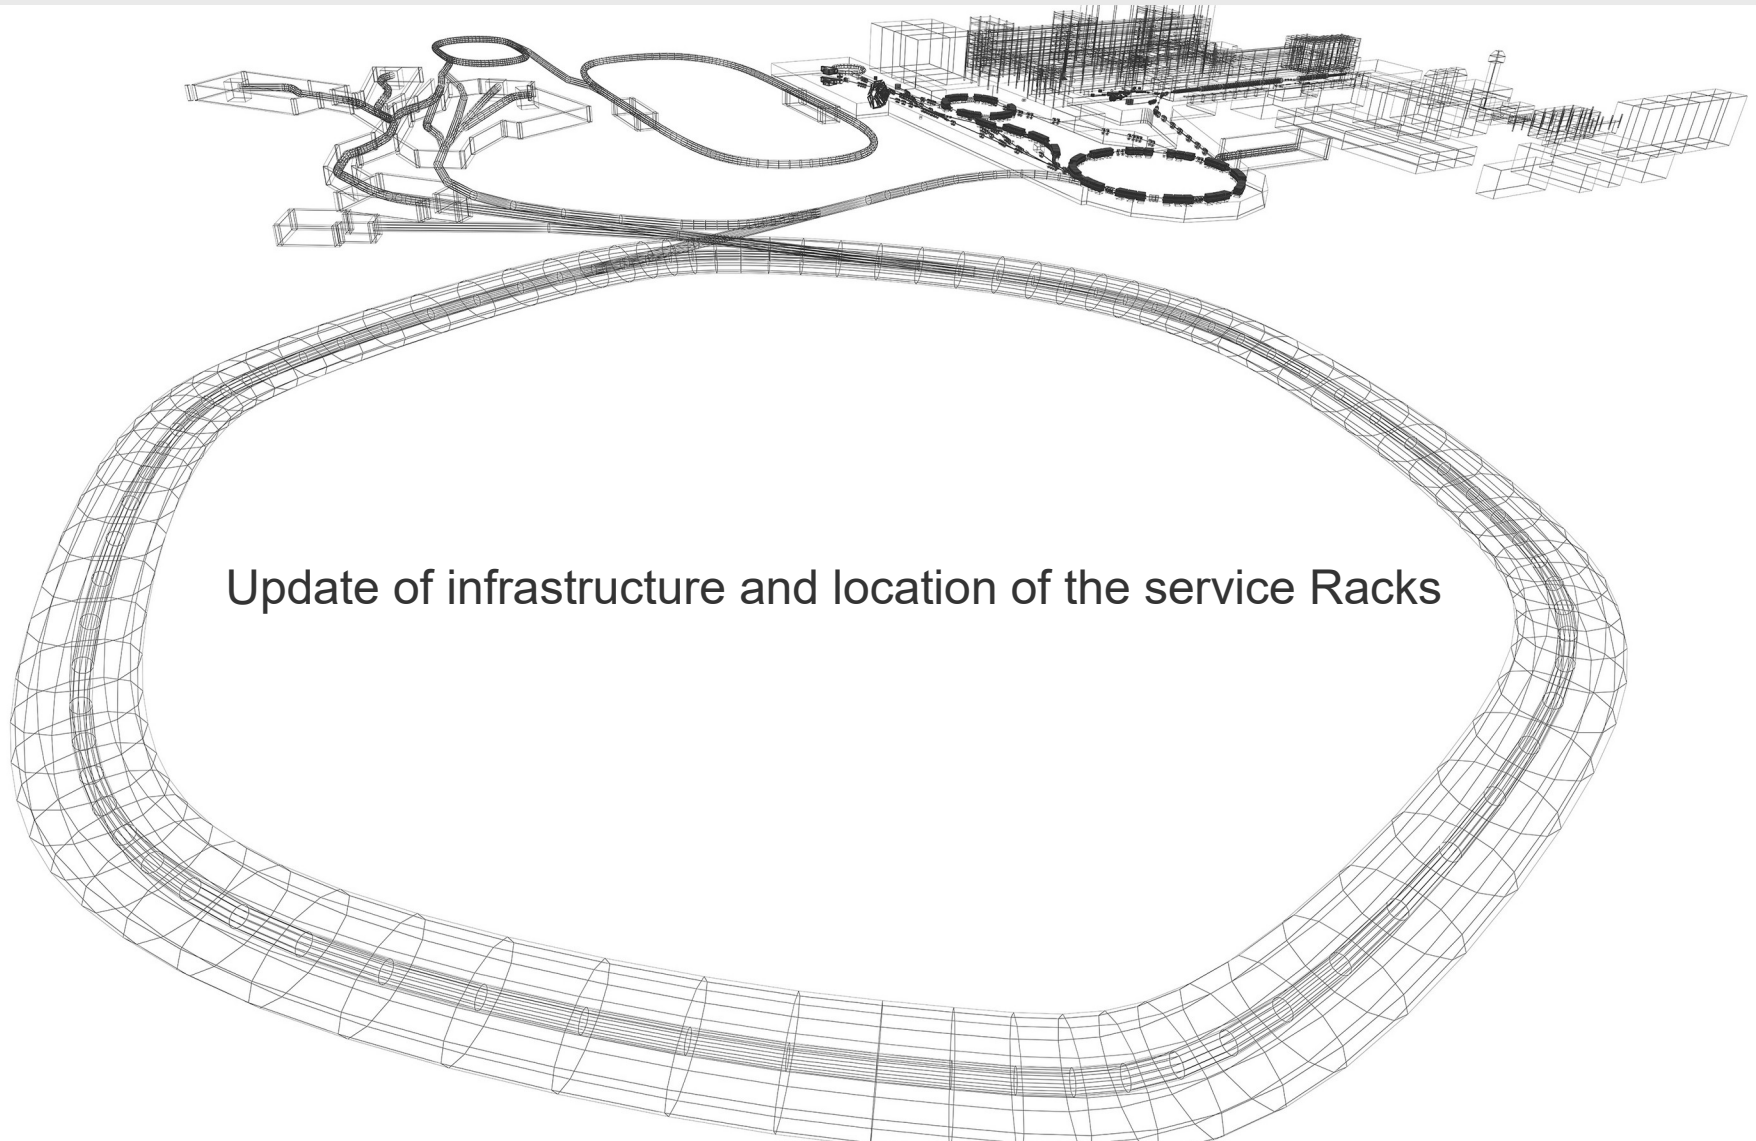 Update of infrastructure and location of the service Racks